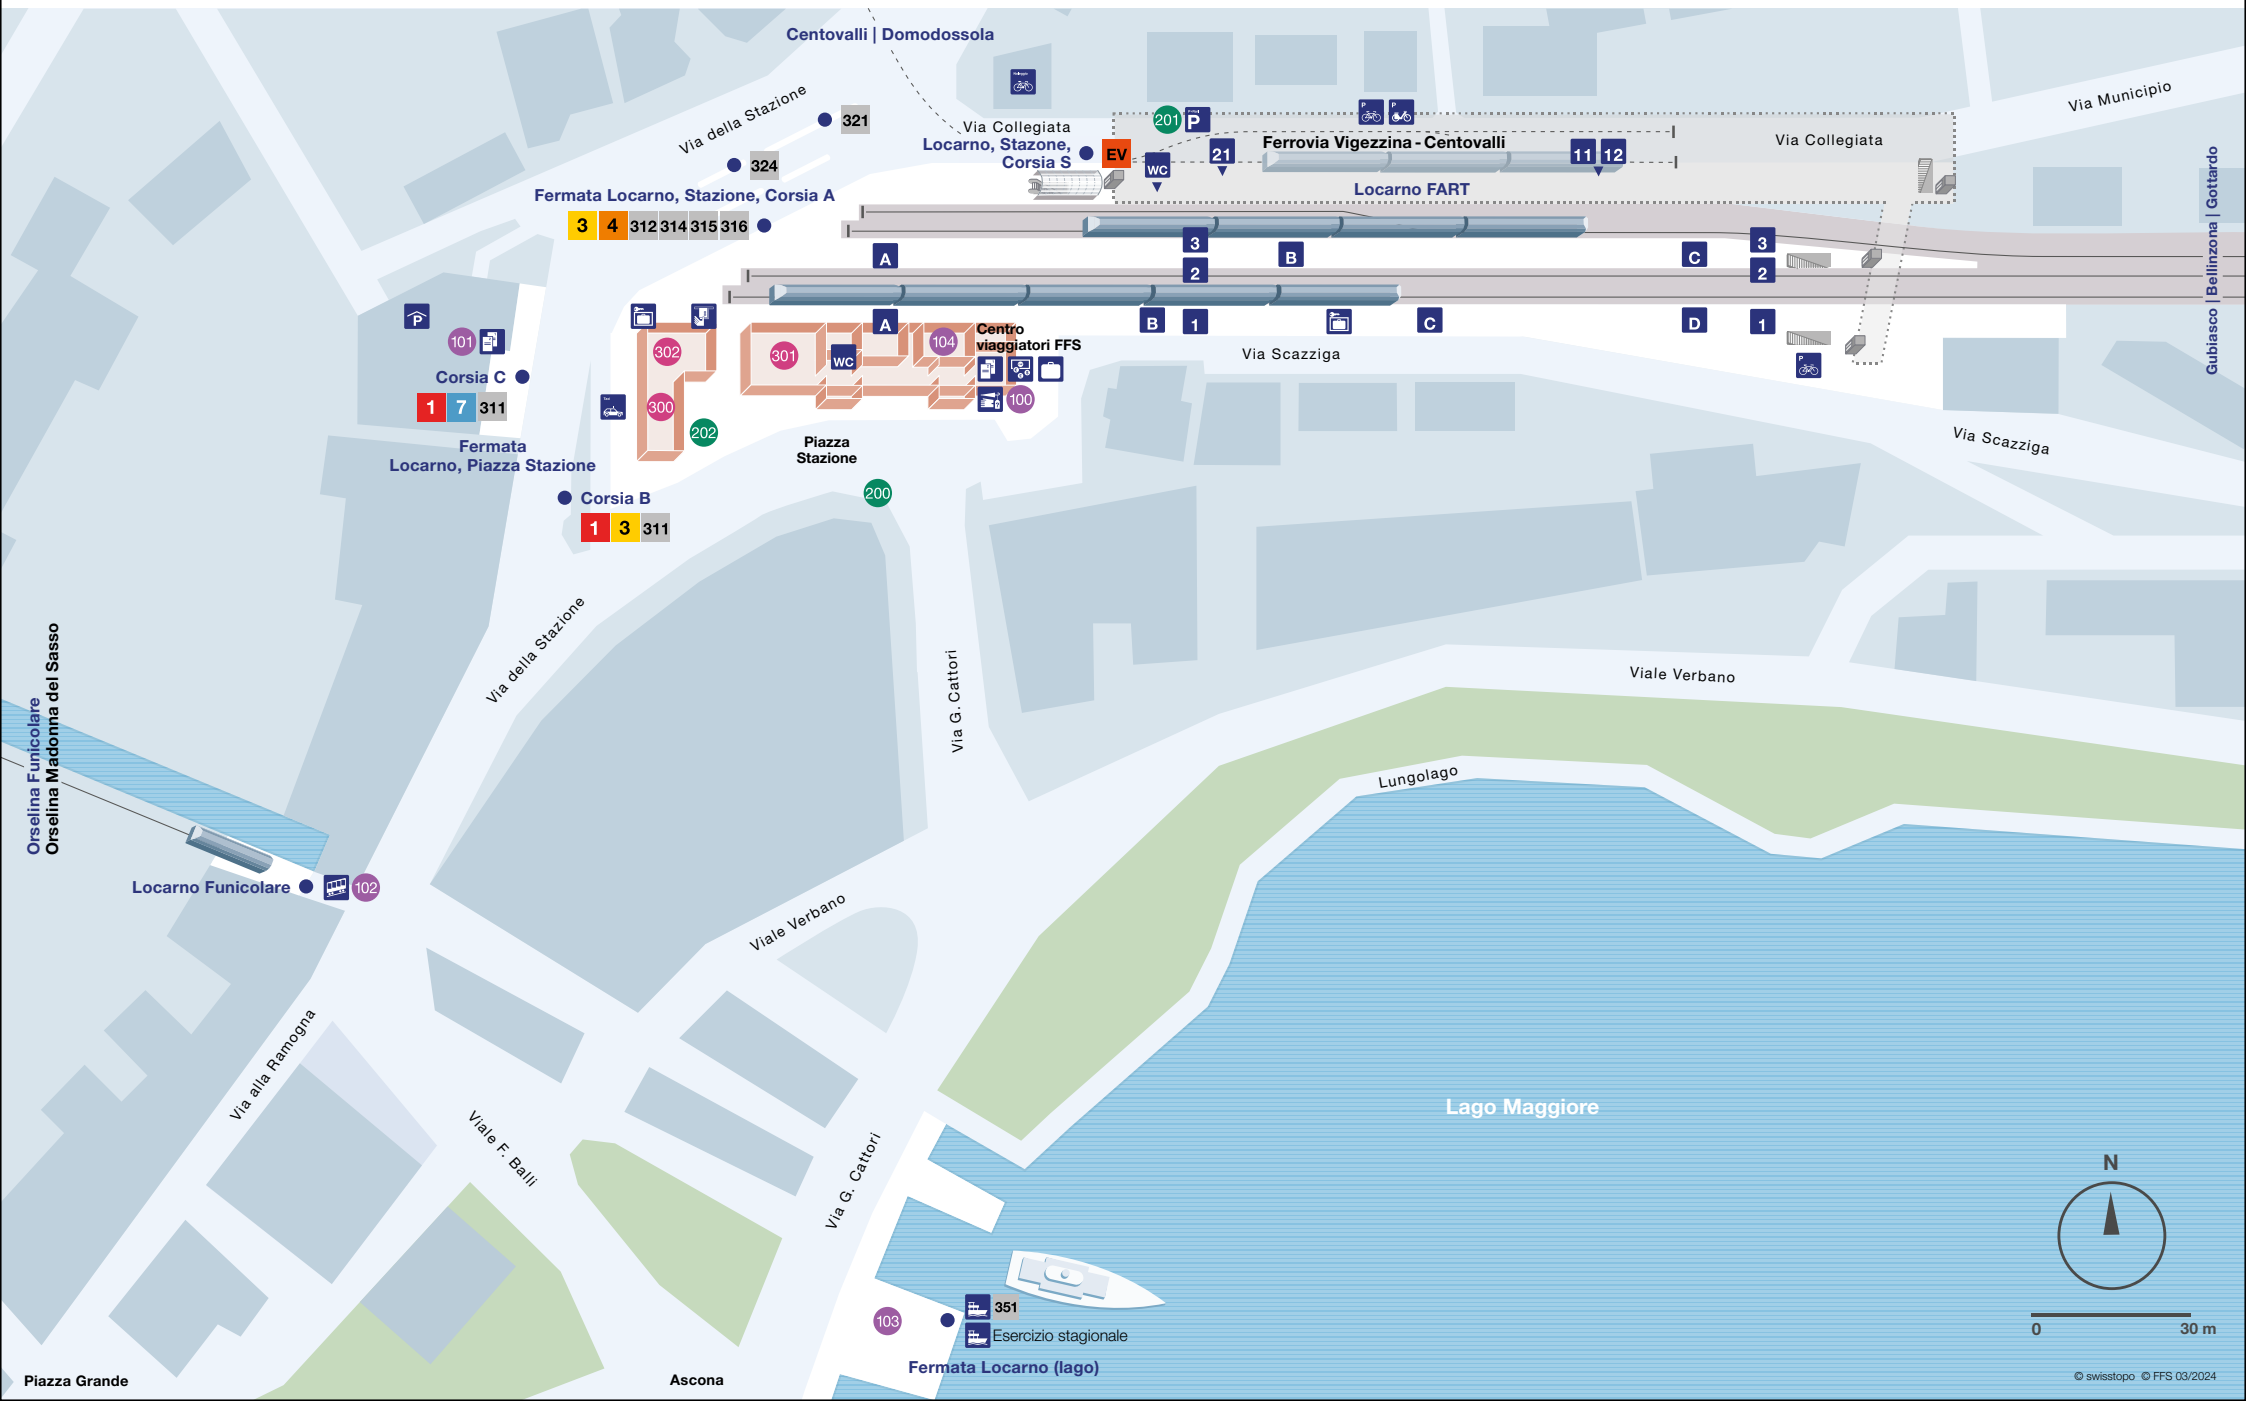 Centovalli | Domodossola
Via della Stazione
321
324
Via Collegiata
Locarno, Stazone,
Corsia S
EV
WC
201
P
21
Ferrovia Vigezzina - Centovalli
11
12
Locarno FART
Via Collegiata
Via Municipio
Gubiasco | Bellinzona | Gottardo
Fermata Locarno, Stazione, Corsia A
3
4
312
314
315
316
A
3
2
B
C
3
2
P
101
Corsia C
1
7
311
Fermata
Locarno, Piazza Stazione
Corsia B
1
3
311
302
300
202
301
WC
A
104
Centro
viaggiatori FFS
100
B
1
C
D
1
P
P
P
Via Scazziga
Via Scazziga
Piazza
Stazione
200
Via della Stazione
Via G. Cattori
Viale Verbano
Lungolago
Orselina Funicolare
Orselina Madonna del Sasso
Locarno Funicolare
102
Viale Verbano
Via alla Ramogna
Viale F. Balli
Via G. Cattori
Lago Maggiore
N
0
30 m
103
351
Esercizio stagionale
Fermata Locarno (lago)
Piazza Grande
Ascona
© swisstopo © FFS 03/2024